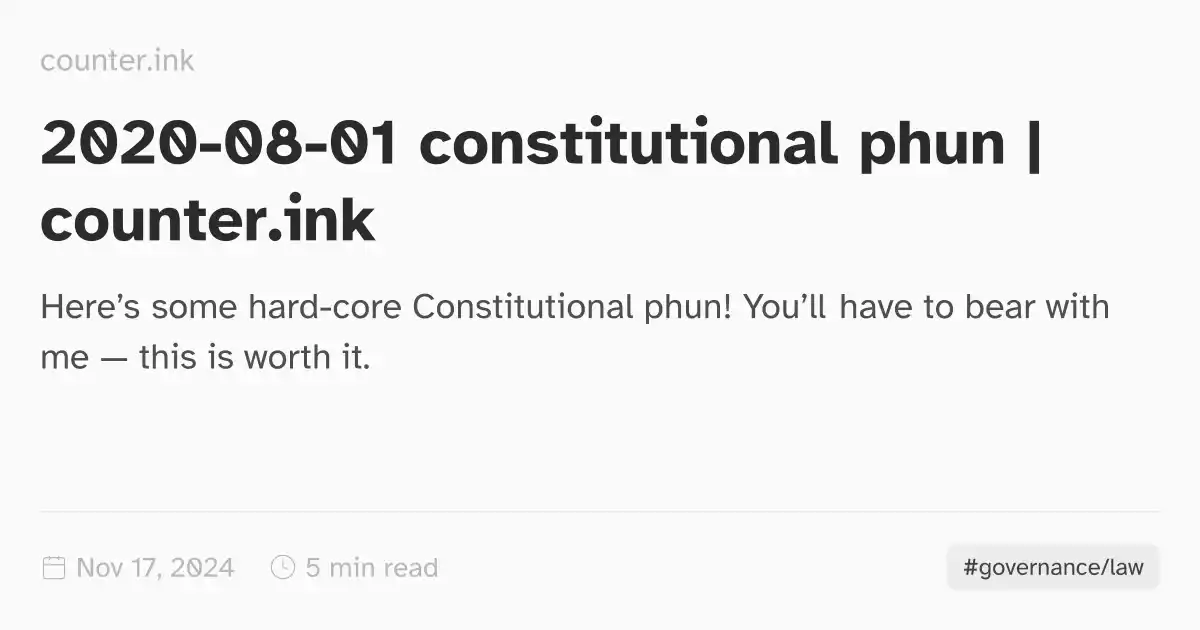 counter.ink
2020-08-01 constitutional phun |
counter.ink
Here’s some hard-core Constitutional phun! You’ll have to bear with
me — this is worth it.
Nov 17, 2024 5 min read #governance/law